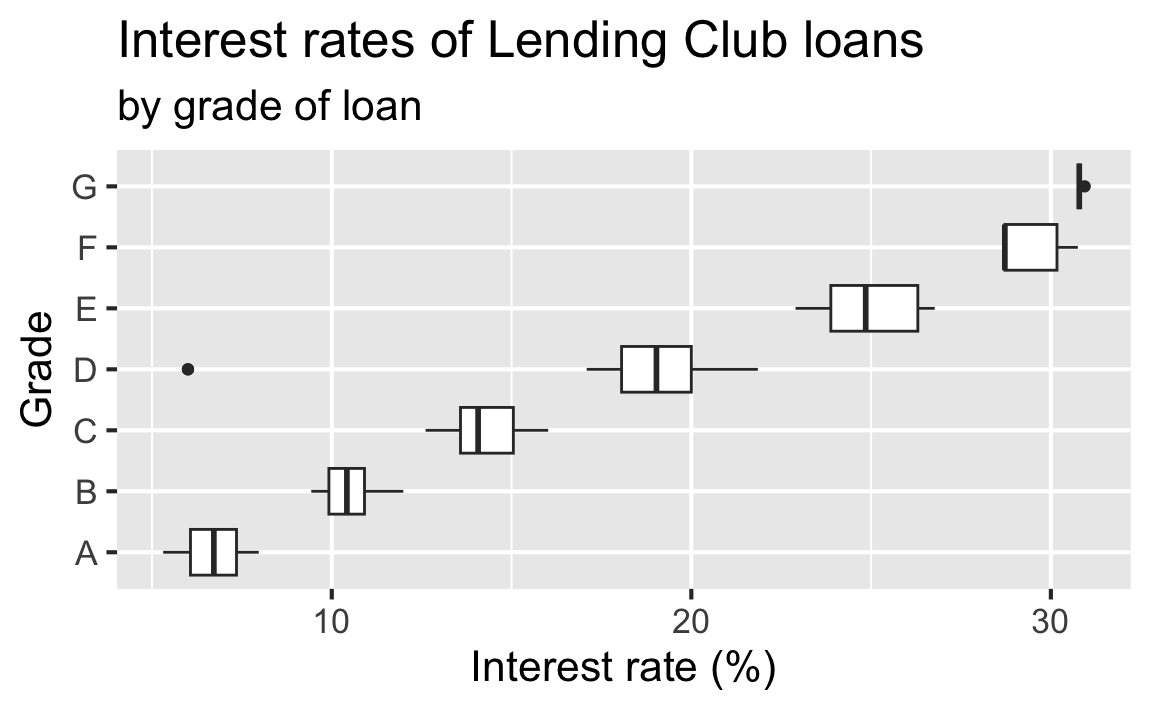 Interest rates of Lending Club loans
by grade of loan
Grade
G
F
E
D
C
B
A
10 20 30
Interest rate (%)